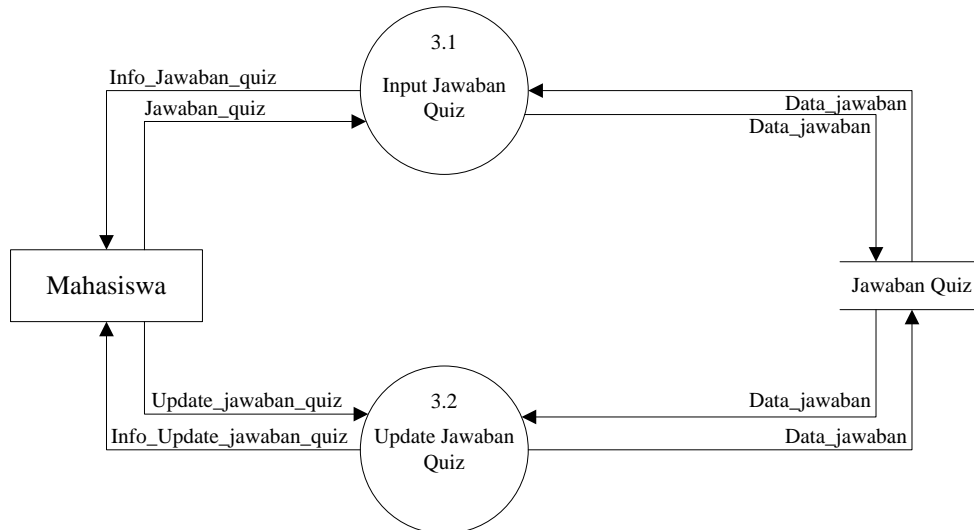 3.1
Input Jawaban
Quiz
Info_Jawaban_quiz
Jawaban_quiz
Data_jawaban
Data_jawaban
Mahasiswa
Jawaban Quiz
Update_jawaban_quiz
Info_Update_jawaban_quiz
3.2
Update Jawaban
Quiz
Data_jawaban
Data_jawaban